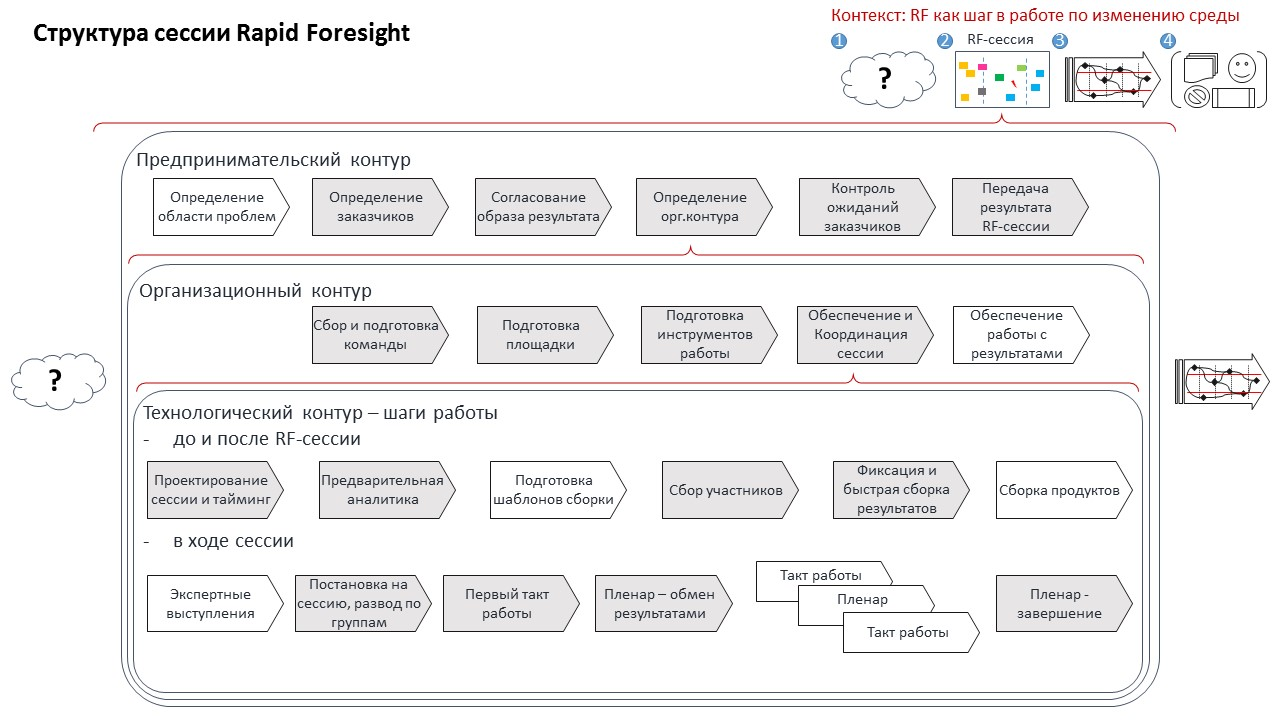 Структура сессии Rapid Foresight
Контекст: RF как шаг в работе по изменению среды
1
2
RF-сессия
3
4
?
Предпринимательский контур
Определение
области проблем
Определение
заказчиков
Согласование
образа результата
Определение
орг.контура
Контроль
ожиданий
заказчиков
Передача
результата
RF-сессии
Организационный контур
Сбор и подготовка
команды
Подготовка
площадки
Подготовка
инструментов
работы
Обеспечение и
Координация
сессии
Обеспечение
работы с
результатами
?
Технологический контур – шаги работы
- до и после RF-сессии
Проектирование
сессии и тайминг
Предварительная
аналитика
Подготовка
шаблонов сборки
Сбор участников
Фиксация и
быстрая сборка
результатов
Сборка продуктов
- в ходе сессии
Экспертные
выступления
Постановка на
сессию, развод по
группам
Первый такт
работы
Пленар – обмен
результатами
Такт работы
Пленар
Такт работы
Пленар -
завершение